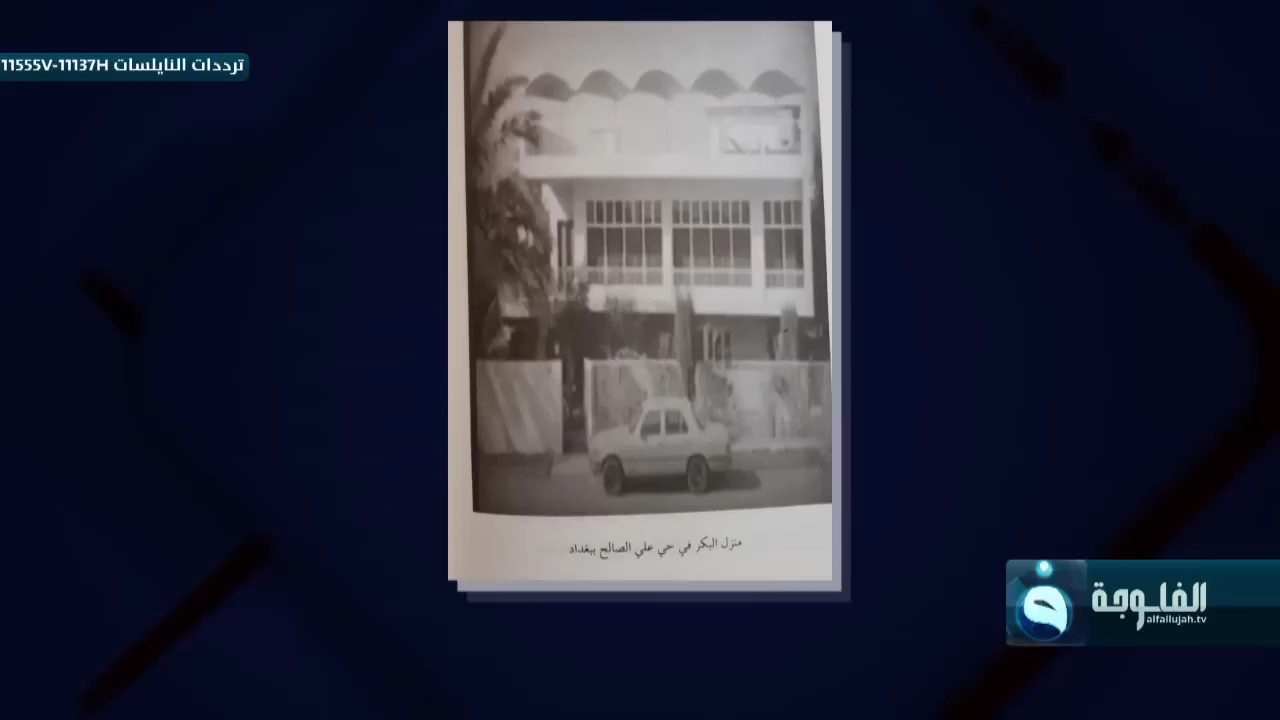 ترددات النايلسات 11137H-11555V
منزل البكر في حي علي الصالح ببغداد
الفلوجة
alfallujah.tv